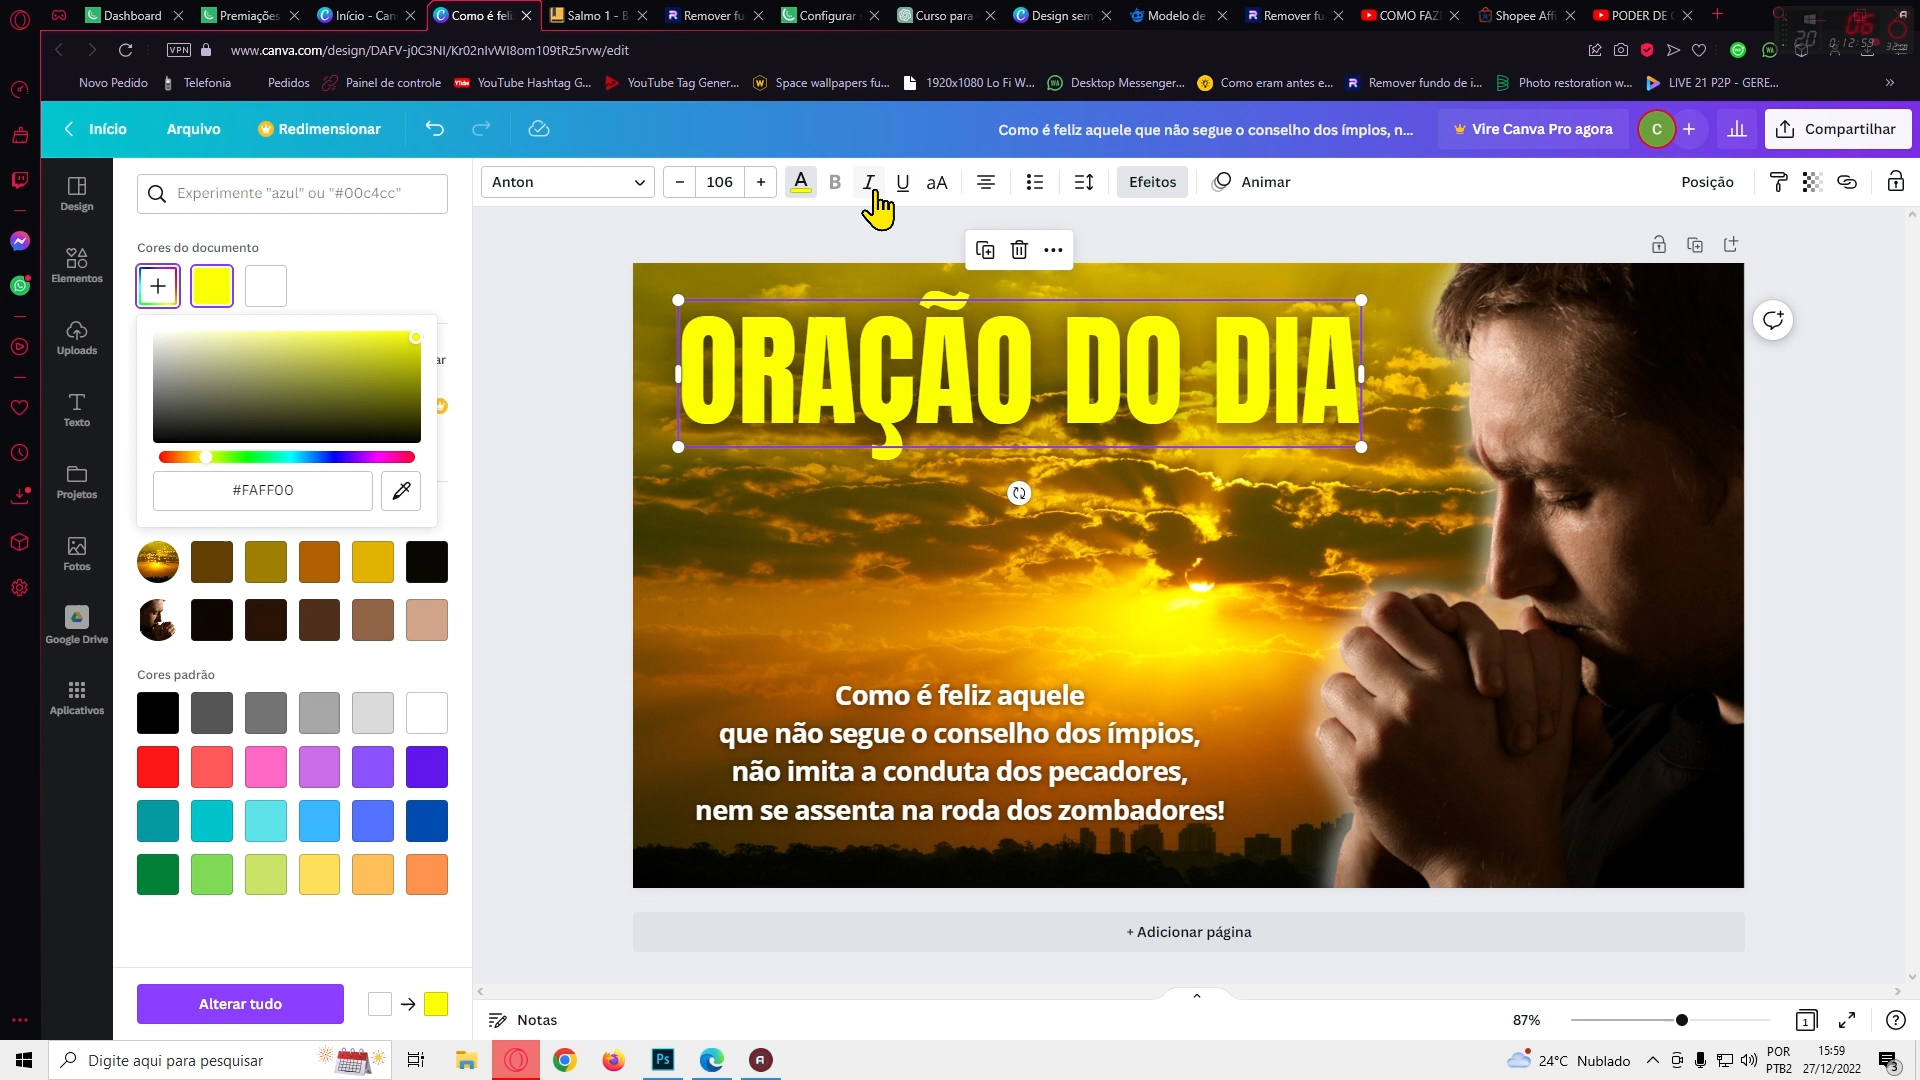 Dashboard
Premiações
Início - Can
Como é feli
Salmo 1 - B
Remover fu
Configurar
Curso para
Design sem
Modelo de
Remover fu
COMO FAZ
Shopee Affi
PODER DE
VPN
www.canva.com/design/DAFV-j0C3NI/Kr02nIvWI8om109tRz5rvw/edit
Novo Pedido
Telefonia
Pedidos
Painel de controle
YouTube Hashtag G...
YouTube Tag Gener...
Space wallpapers fu...
1920x1080 Lo Fi W...
Desktop Messenger...
Como eram antes e...
Remover fundo de i...
Photo restoration w...
LIVE 21 P2P - GERE...
Início
Arquivo
Redimensionar
Como é feliz aquele que não segue o conselho dos ímpios, n...
Vire Canva Pro agora
C
Compartilhar
Design
Elementos
Uploads
Texto
Projetos
Fotos
Google Drive
Aplicativos
Experimente "azul" ou "#00c4cc"
Cores do documento
ar
#FAFF00
Cores padrão
Alterar tudo
Anton
106
A
B
I
U
aA
Efeitos
Animar
Posição
ORAÇÃO DO DIA
Como é feliz aquele
que não segue o conselho dos ímpios,
não imita a conduta dos pecadores,
nem se assenta na roda dos zombadores!
+ Adicionar página
Notas
87%
1
Digite aqui para pesquisar
Ps
24°C Nublado
POR
PTB2
15:59
27/12/2022
3